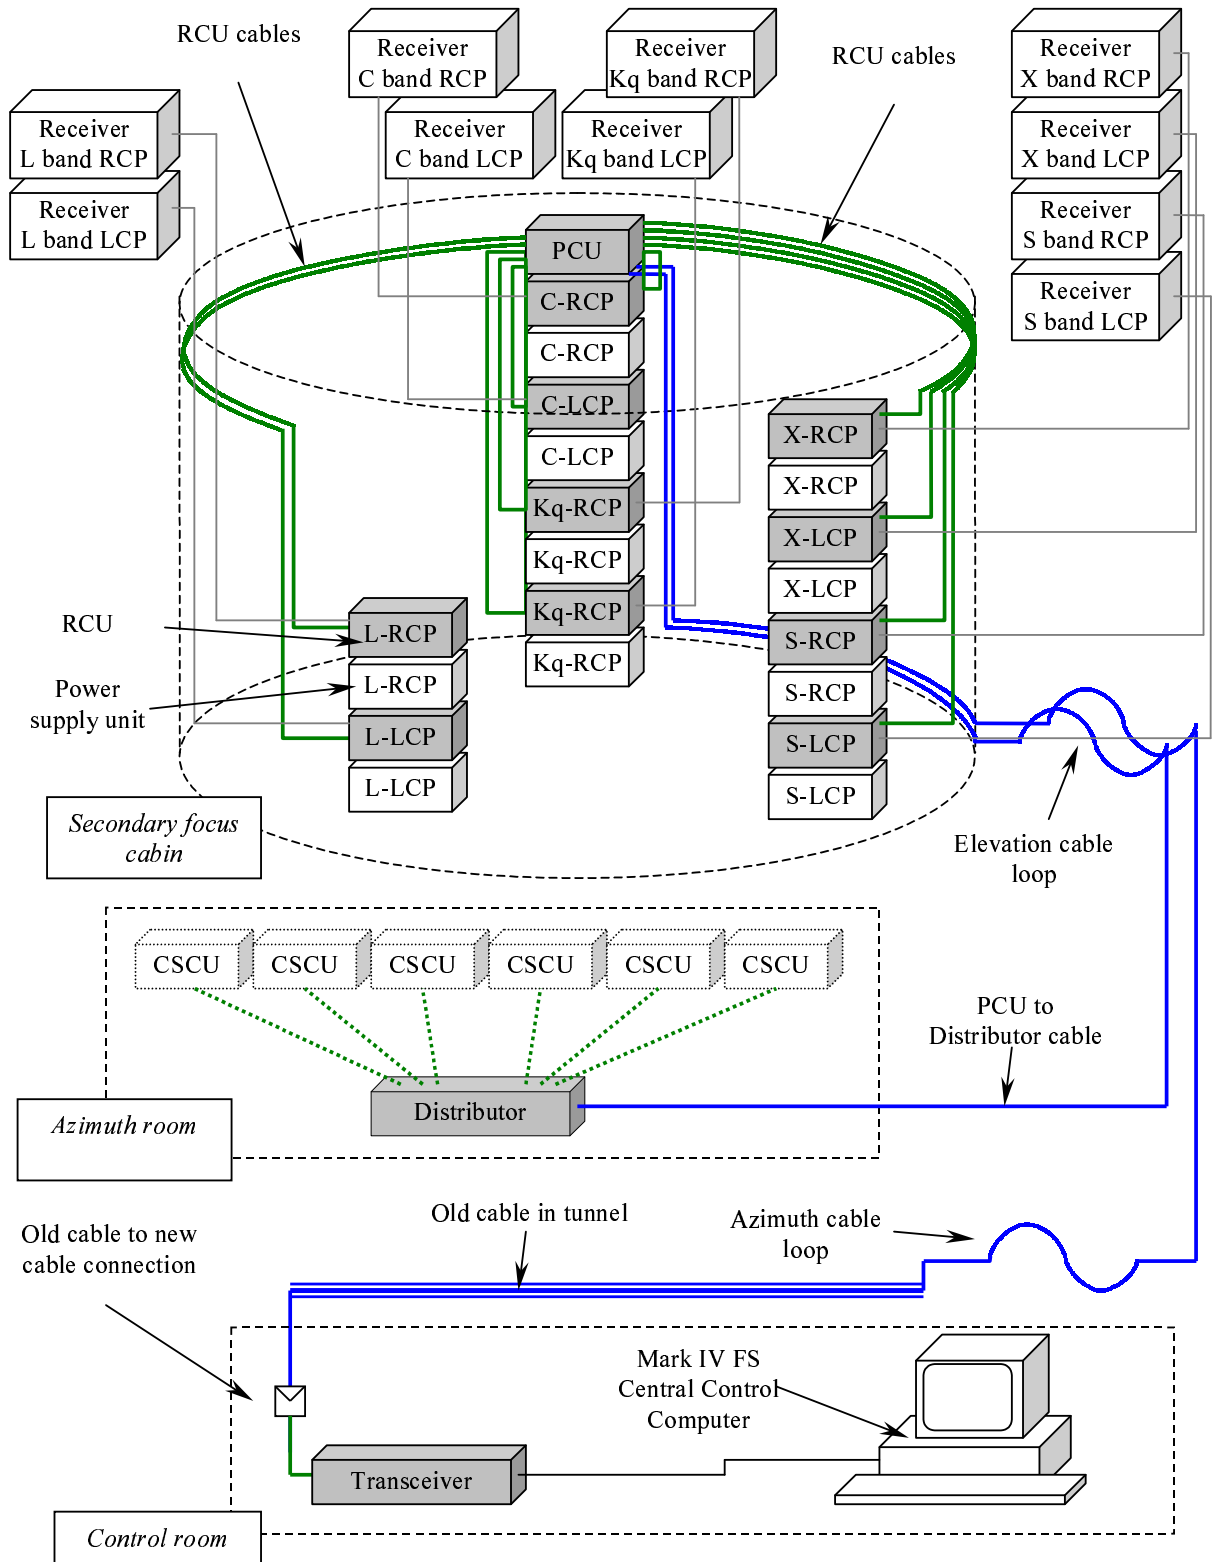 RCU cables
Receiver
C band RCP
Receiver
Kq band RCP
RCU cables
Receiver
X band RCP
Receiver
L band RCP
Receiver
C band LCP
Receiver
Kq band LCP
Receiver
X band LCP
Receiver
L band LCP
Receiver
S band RCP
Receiver
S band LCP
PCU
C-RCP
C-RCP
C-LCP
C-LCP
Kq-RCP
Kq-RCP
Kq-RCP
Kq-RCP
X-RCP
X-RCP
X-LCP
X-LCP
S-RCP
S-RCP
S-LCP
S-LCP
RCU
Power
supply unit
L-RCP
L-RCP
L-LCP
L-LCP
Secondary focus
cabin
Elevation cable
loop
CSCU
CSCU
CSCU
CSCU
CSCU
CSCU
PCU to
Distributor cable
Distributor
Azimuth room
Old cable to new
cable connection
Old cable in tunnel
Azimuth cable
loop
Mark IV FS
Central Control
Computer
Transceiver
Control room